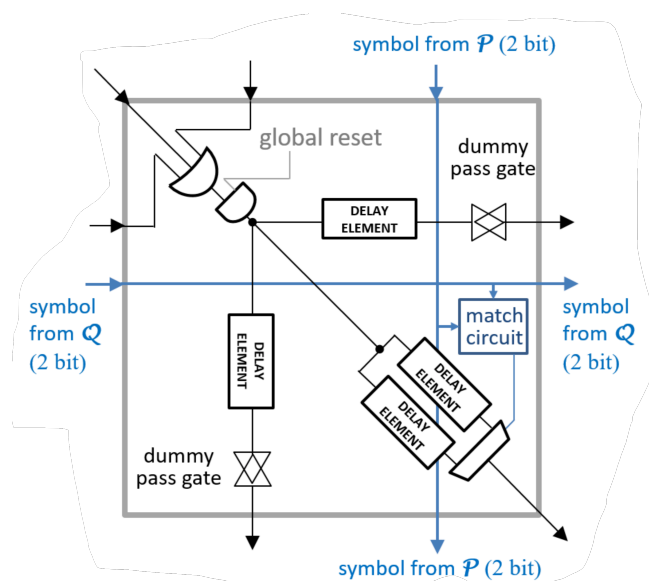 symbol from 𝓟 (2 bit)
global reset
dummy
pass gate
DELAY
ELEMENT
symbol
from 𝓠
(2 bit)
match
circuit
symbol
from 𝓠
(2 bit)
DELAY
ELEMENT
DELAY
ELEMENT
DELAY
ELEMENT
dummy
pass gate
symbol from 𝓟 (2 bit)